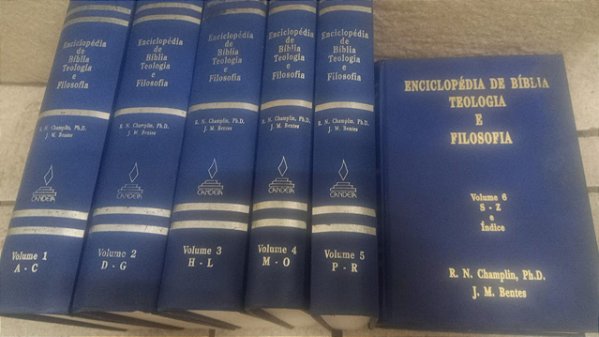 Enciclopédia
de
Bíblia
Teologia
e
Filosofia
R. N. Champlin, Ph.D.
J. M. Bentes
CANDEIA
Volume 1
A - C
Enciclopédia
de
Bíblia
Teologia
e
Filosofia
R. N. Champlin, Ph.D.
J. M. Bentes
CANDEIA
Volume 2
D - G
Enciclopédia
de
Bíblia
Teologia
e
Filosofia
R. N. Champlin, Ph.D.
J. M. Bentes
CANDEIA
Volume 3
H - L
Enciclopédia
de
Bíblia
Teologia
e
Filosofia
R. N. Champlin, Ph.D.
J. M. Bentes
CANDEIA
Volume 4
M - O
Enciclopédia
de
Bíblia
Teologia
e
Filosofia
R. N. Champlin, Ph.D.
J. M. Bentes
CANDEIA
Volume 5
P - R
ENCICLOPÉDIA DE BÍBLIA
TEOLOGIA
E
FILOSOFIA
Volume 6
S - Z
e
Índice
R. N. Champlin, Ph.D.
J. M. Bentes